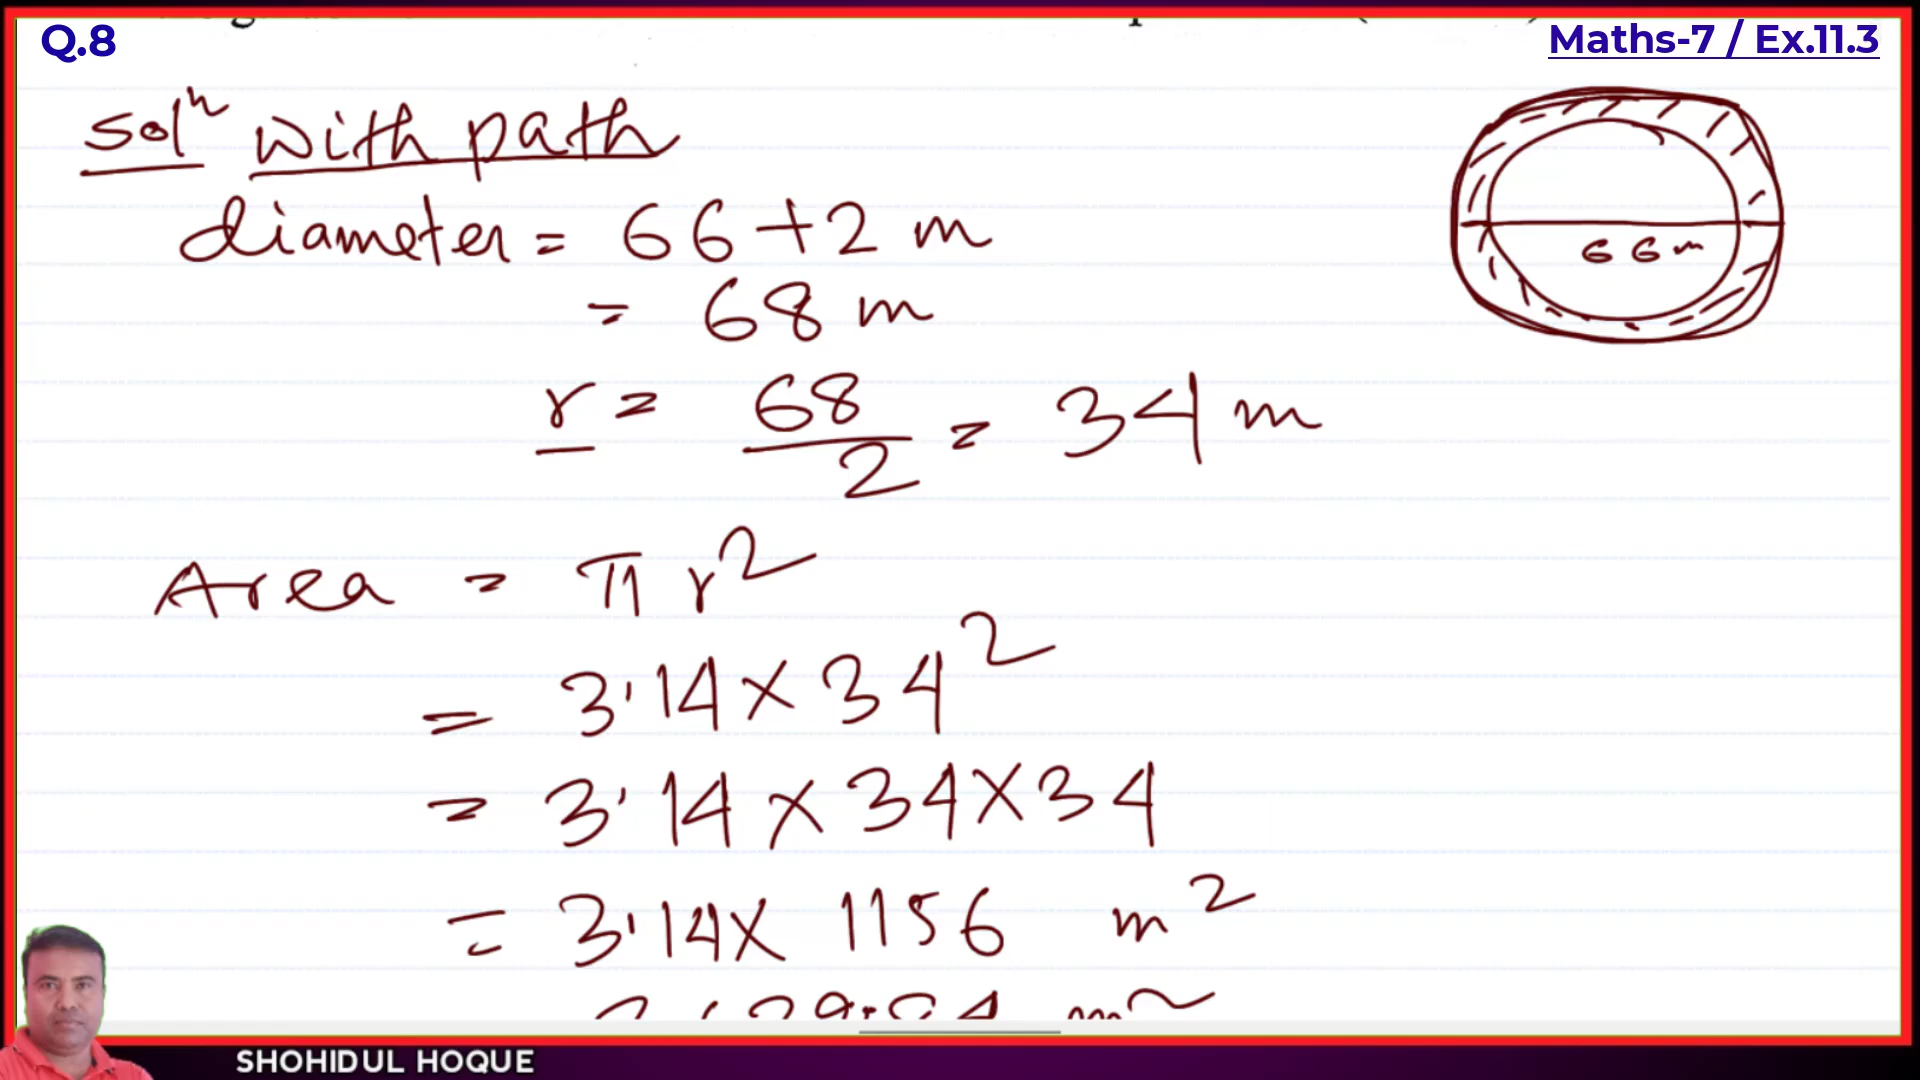 Q.8
Maths-7 / Ex.11.3
Solⁿ with path
diameter = 66+2 m
= 68 m
66m
r = 68/2 = 34 m
Area = π r²
= 3.14 × 34²
= 3.14 × 34 × 34
= 3.14 × 1156 m²
SHOHIDUL HOQUE